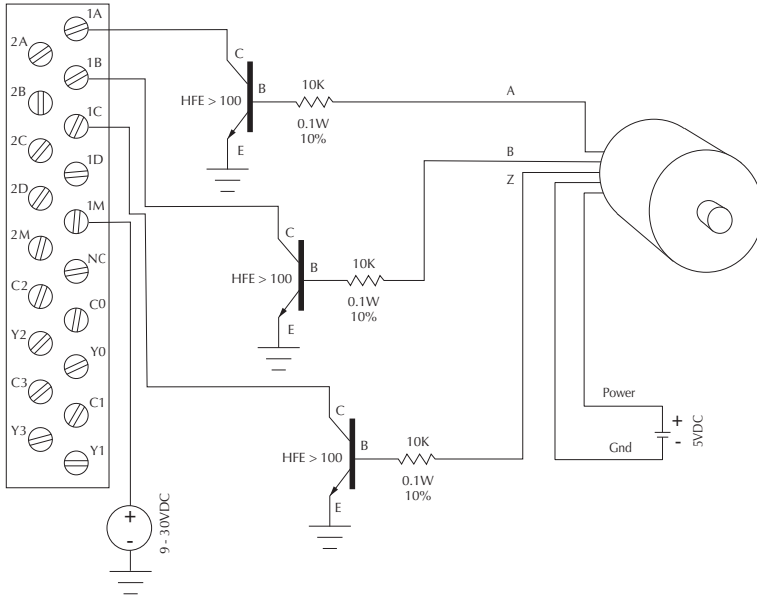 1A
2A
1B
2B
1C
2C
1D
2D
1M
2M
NC
C2
C0
Y2
Y0
C3
C1
Y3
Y1
C
B
E
HFE > 100
10K
0.1W
10%
A
C
B
E
HFE > 100
10K
0.1W
10%
B
Z
C
B
E
HFE > 100
10K
0.1W
10%
Power
Gnd
+
-
5VDC
+
-
9 - 30VDC